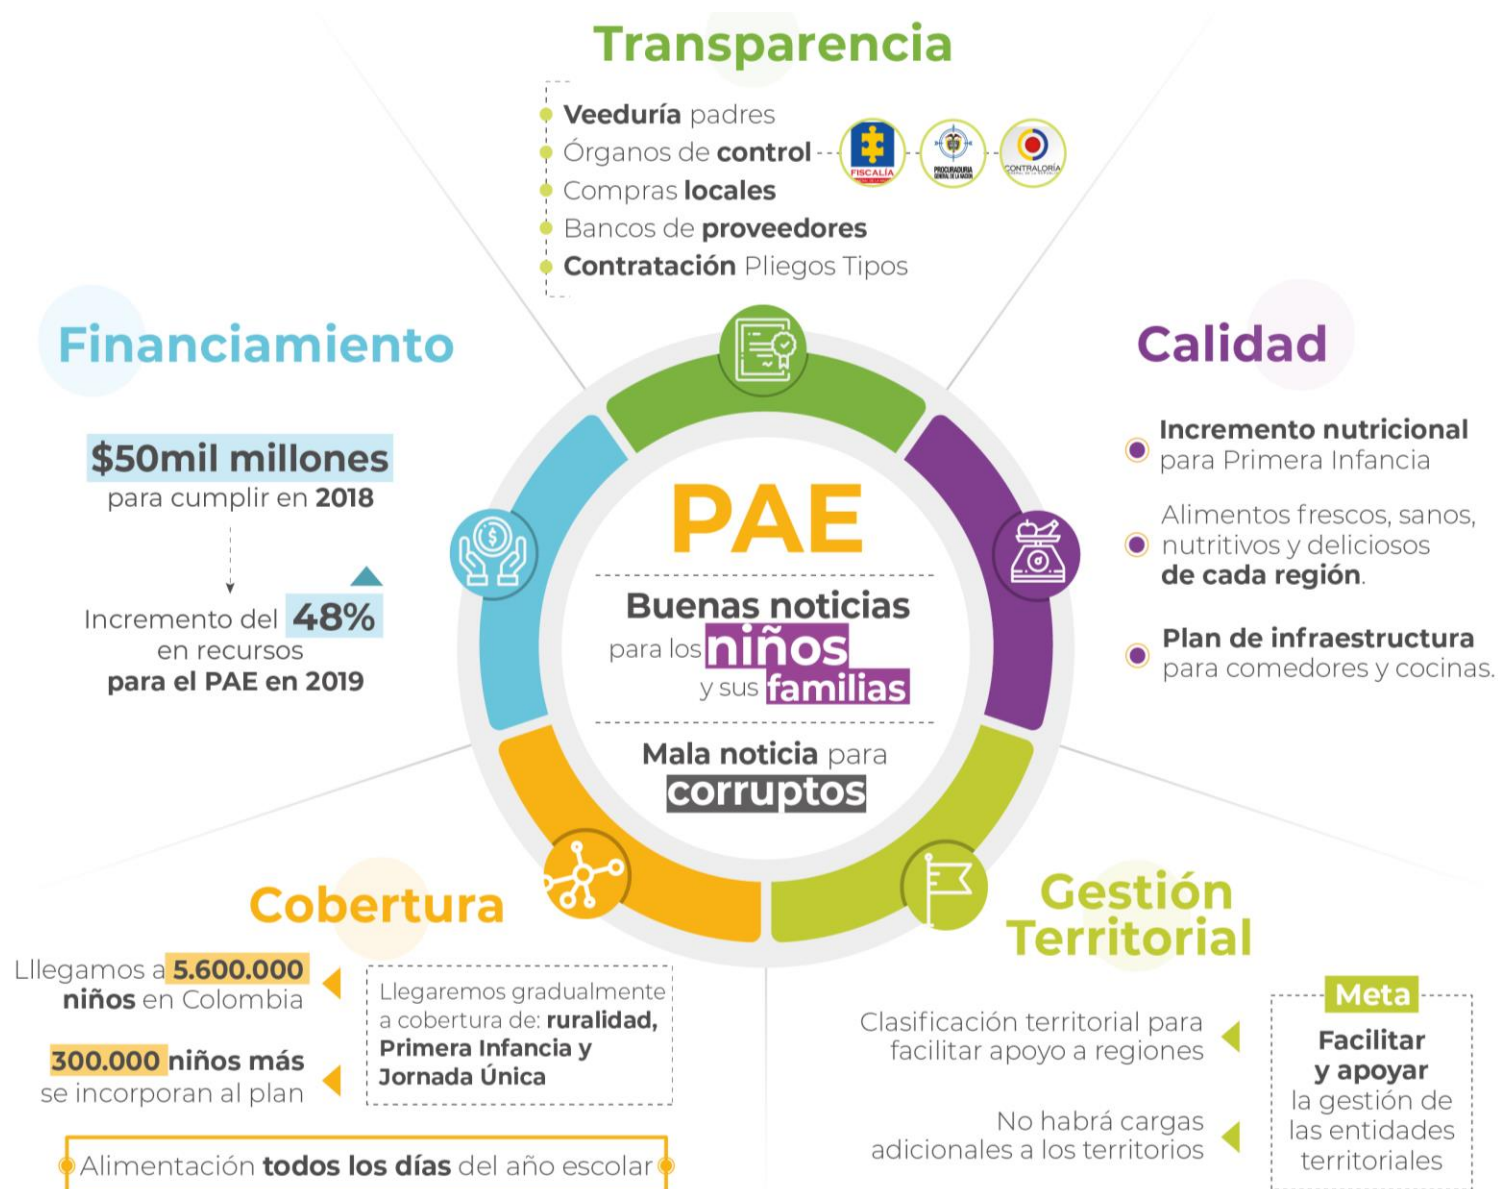 Transparencia
Veeduría padres
Órganos de control
FISCALÍA
PROCURADURIA
GENERAL DE LA NACION
CONTRALORÍA
Compras locales
Bancos de proveedores
Contratación Pliegos Tipos
Financiamiento
$50mil millones
para cumplir en 2018
Incremento del 48%
en recursos
para el PAE en 2019
Calidad
Incremento nutricional
para Primera Infancia
Alimentos frescos, sanos,
nutritivos y deliciosos
de cada región.
Plan de infraestructura
para comedores y cocinas.
PAE
Buenas noticias
para los niños
y sus familias
Mala noticia para
corruptos
Cobertura
Lllegamos a 5.600.000
niños en Colombia
300.000 niños más
se incorporan al plan
Llegaremos gradualmente
a cobertura de: ruralidad,
Primera Infancia y
Jornada Única
Alimentación todos los días del año escolar
Gestión
Territorial
Clasificación territorial para
facilitar apoyo a regiones
No habrá cargas
adicionales a los territorios
Meta
Facilitar
y apoyar
la gestión de
las entidades
territoriales